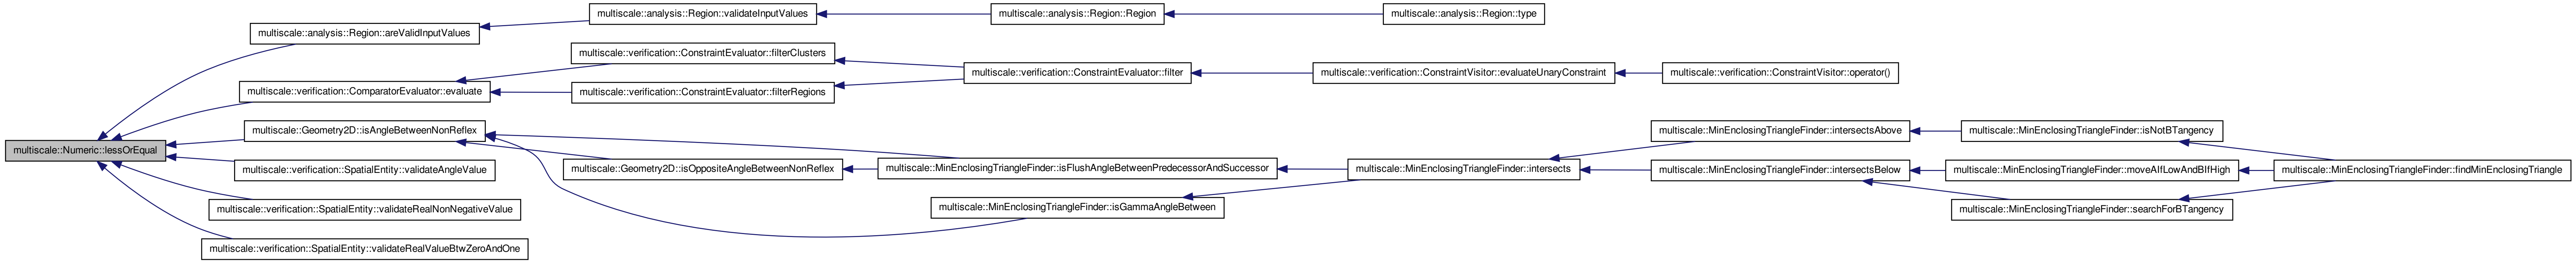 multiscale::analysis::Region::validateInputValues
multiscale::analysis::Region::Region
multiscale::analysis::Region::type
multiscale::analysis::Region::areValidInputValues
multiscale::verification::ConstraintEvaluator::filterClusters
multiscale::verification::ConstraintEvaluator::filter
multiscale::verification::ConstraintVisitor::evaluateUnaryConstraint
multiscale::verification::ConstraintVisitor::operator()
multiscale::verification::ComparatorEvaluator::evaluate
multiscale::verification::ConstraintEvaluator::filterRegions
multiscale::Geometry2D::isAngleBetweenNonReflex
multiscale::MinEnclosingTriangleFinder::intersectsAbove
multiscale::MinEnclosingTriangleFinder::isNotBTangency
multiscale::Numeric::lessOrEqual
multiscale::verification::SpatialEntity::validateAngleValue
multiscale::Geometry2D::isOppositeAngleBetweenNonReflex
multiscale::MinEnclosingTriangleFinder::isFlushAngleBetweenPredecessorAndSuccessor
multiscale::MinEnclosingTriangleFinder::intersects
multiscale::MinEnclosingTriangleFinder::intersectsBelow
multiscale::MinEnclosingTriangleFinder::moveAIfLowAndBIfHigh
multiscale::MinEnclosingTriangleFinder::findMinEnclosingTriangle
multiscale::verification::SpatialEntity::validateRealNonNegativeValue
multiscale::MinEnclosingTriangleFinder::isGammaAngleBetween
multiscale::MinEnclosingTriangleFinder::searchForBTangency
multiscale::verification::SpatialEntity::validateRealValueBtwZeroAndOne